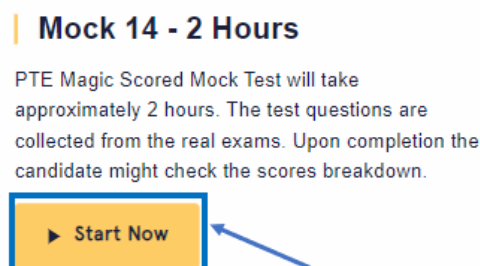 Mock 14 - 2 Hours
PTE Magic Scored Mock Test will take
approximately 2 hours. The test questions are
collected from the real exams. Upon completion the
candidate might check the scores breakdown.
Start Now